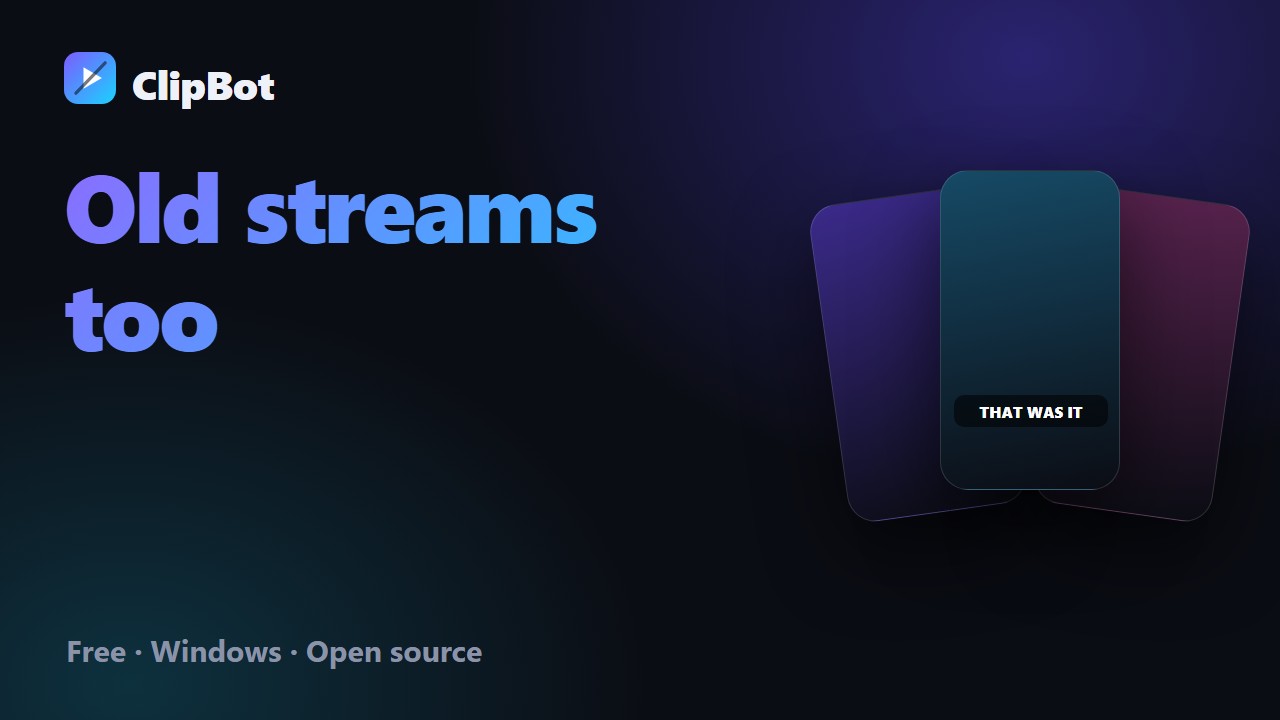 ClipBot
Old streams
too
THAT WAS IT
Free · Windows · Open source